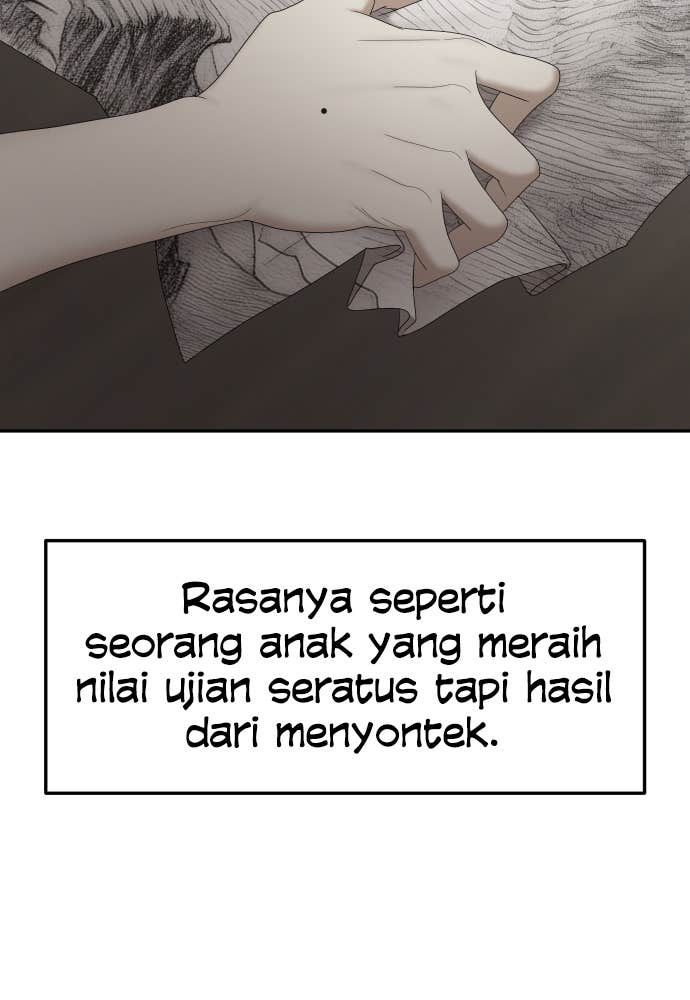 Rasanya seperti
seorang anak yang meraih
nilai ujian seratus tapi hasil
dari menyontek.